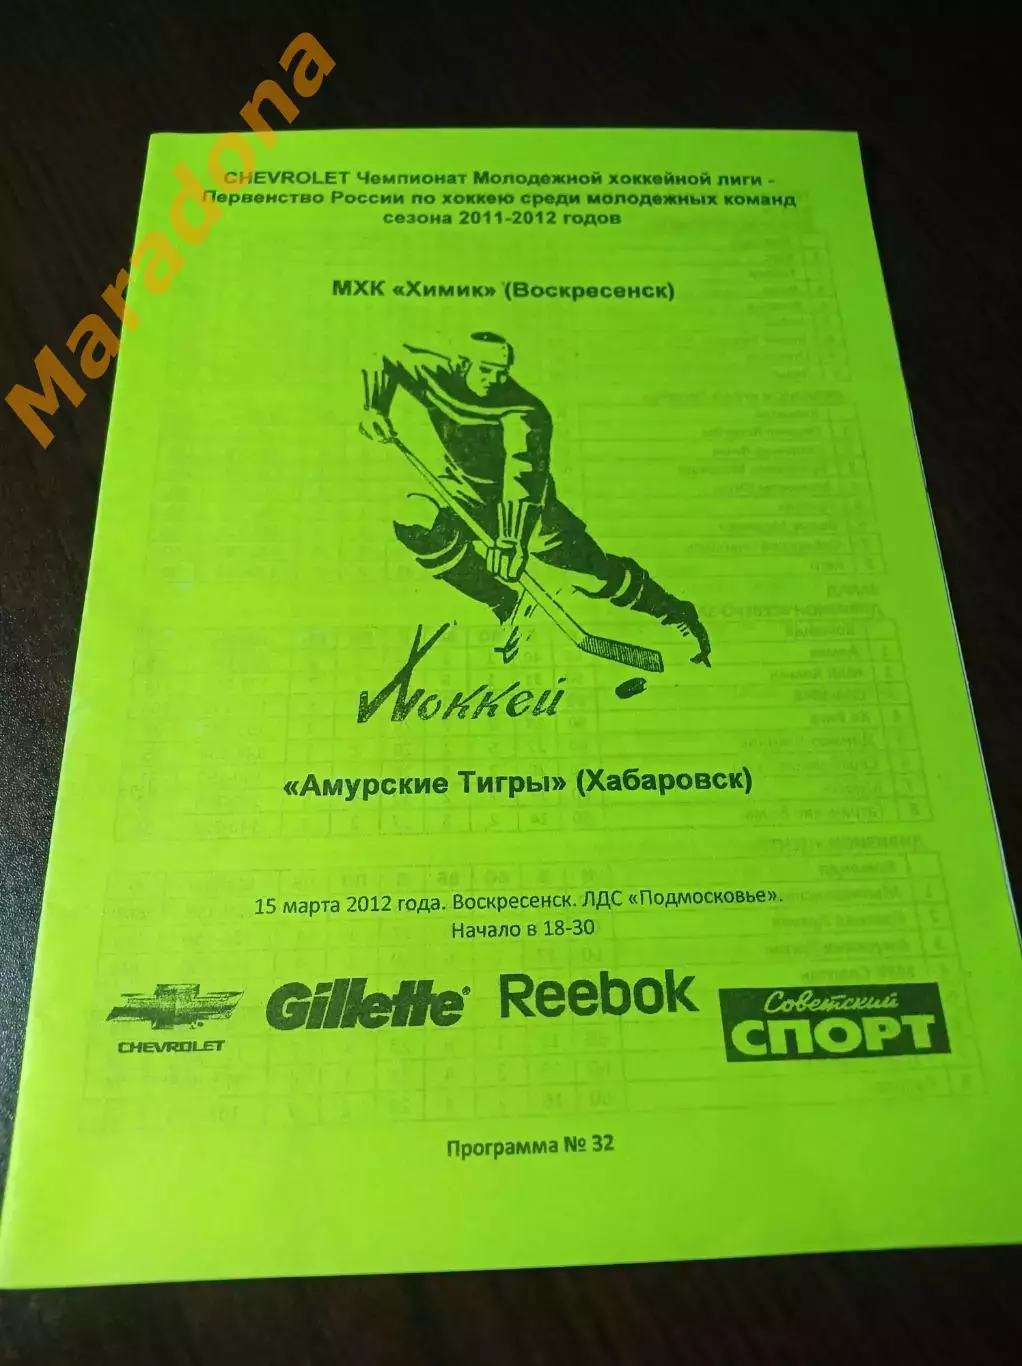 Maradona
CHEVROLET Чемпионат Молодежной хоккейной лиги -
Первенство России по хоккею среди молодежных команд
сезона 2011-2012 годов
МХК «Химик» (Воскресенск)
Хоккей
«Амурские Тигры» (Хабаровск)
15 марта 2012 года. Воскресенск. ЛДС «Подмосковье».
Начало в 18-30
CHEVROLET
Gillette
Reebok
Советский
СПОРТ
Программа № 32